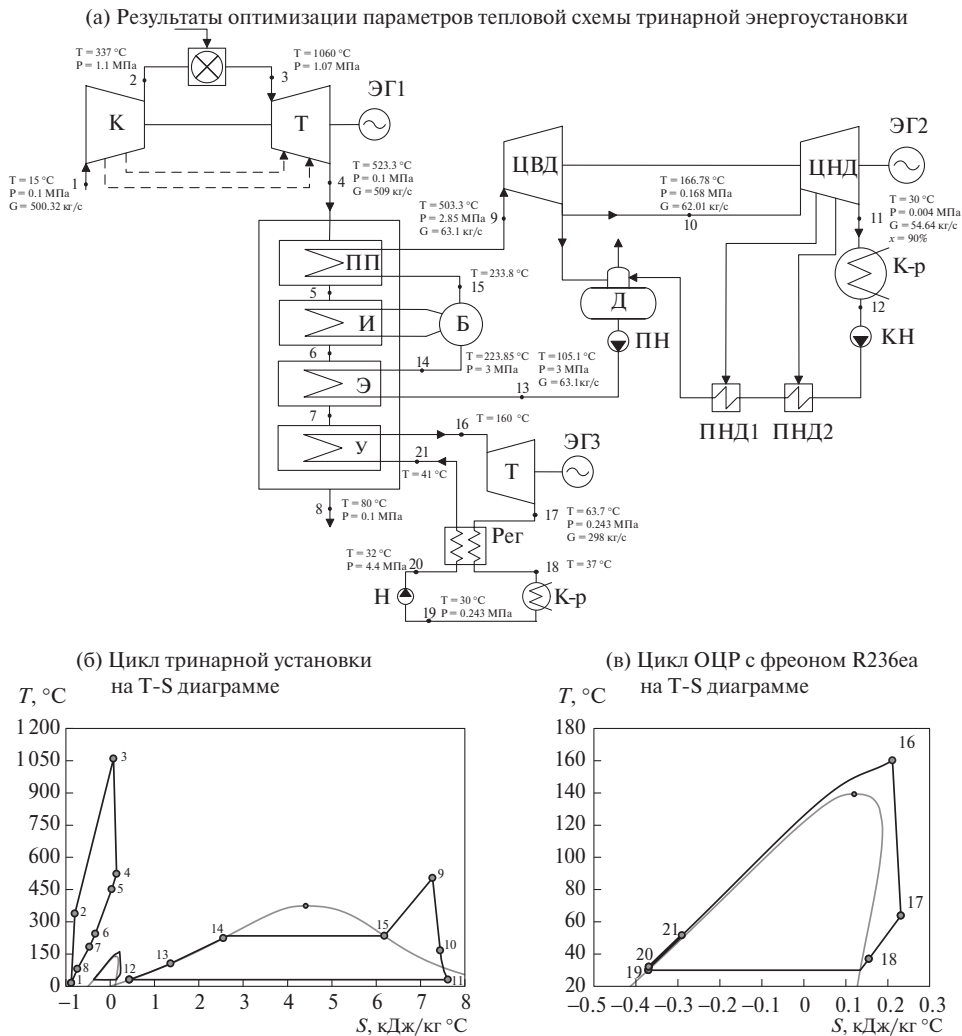 (а) Результаты оптимизации параметров тепловой схемы тринарной энергоустановки
T = 337 °C
P = 1.1 МПа
2
T = 1060 °C
P = 1.07 МПа
3
ЭГ1
К
Т
T = 15 °C
P = 0.1 МПа
G = 500.32 кг/с
1
T = 523.3 °C
P = 0.1 МПа
G = 509 кг/с
4
ЦВД
T = 503.3 °C
P = 2.85 МПа
G = 63.1 кг/с
9
T = 166.78 °C
P = 0.168 МПа
G = 62.01 кг/с
10
ЦНД
ЭГ2
T = 30 °C
P = 0.004 МПа
G = 54.64 кг/с
x = 90%
11
К-р
12
КН
ПП
5
T = 233.8 °C
15
И
Б
6
Д
ПН
14
T = 223.85 °C
P = 3 МПа
T = 105.1 °C
P = 3 МПа
G = 63.1кг/с
13
Э
7
ПНД1
ПНД2
У
16
T = 160 °C
21
T = 41 °C
Т
ЭГ3
8
T = 80 °C
P = 0.1 МПа
17
T = 63.7 °C
P = 0.243 МПа
G = 298 кг/с
Рег
T = 32 °C
P = 4.4 МПа
20
18
T = 37 °C
Н
К-р
19
T = 30 °C
P = 0.243 МПа
(б) Цикл тринарной установки
на T-S диаграмме
T, °C
1 200
1 050
900
750
600
450
300
150
0
–1 0 1 2 3 4 5 6 7 8
S, кДж/кг °C
1
2
3
4
5
6
7
8
9
10
11
12
13
14
15
(в) Цикл ОЦР с фреоном R236ea
на T-S диаграмме
T, °C
180
160
140
120
100
80
60
40
20
–0.5 –0.4 –0.3 –0.2 –0.1 0 0.1 0.2 0.3
S, кДж/кг °C
16
17
18
19
20
21